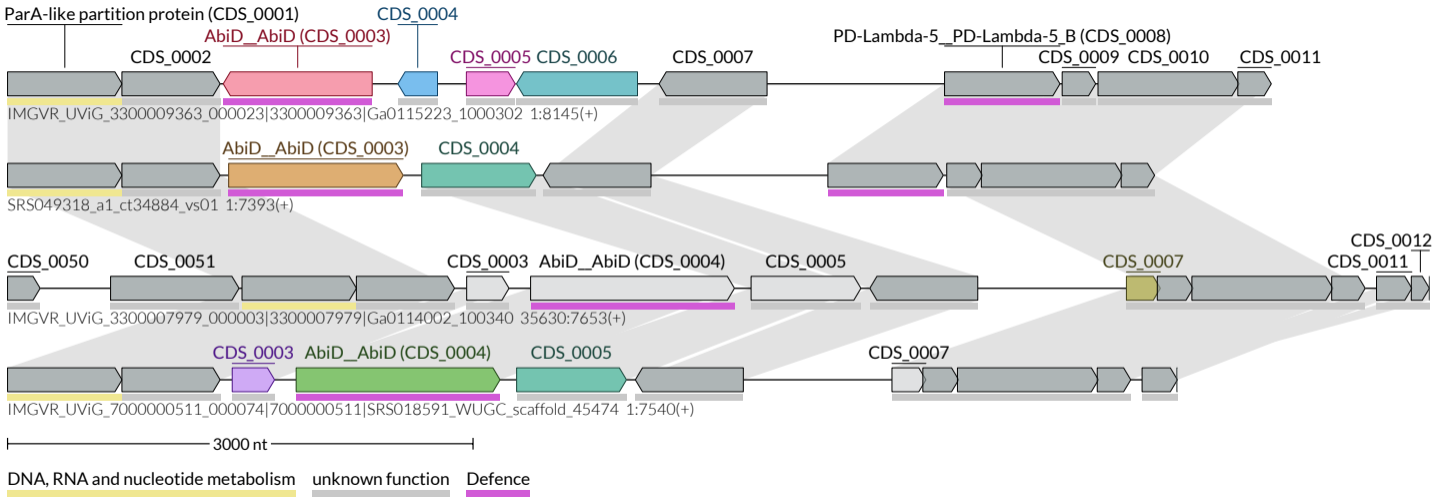 ParA-like partition protein (CDS_0001) CDS_0004
AbiD__AbiD (CDS_0003) PD-Lambda-5__PD-Lambda-5_B (CDS_0008)
CDS_0002 CDS_0005 CDS_0006 CDS_0007 CDS_0009 CDS_0010 CDS_0011
IMGVR_UViG_3300009363_000023|3300009363|Ga0115223_1000302 1:8145(+)
AbiD__AbiD (CDS_0003) CDS_0004
SRS049318_a1_ct34884_vs01 1:7393(+)
CDS_0012
CDS_0050 CDS_0051 CDS_0003 AbiD__AbiD (CDS_0004) CDS_0005 CDS_0007 CDS_0011
IMGVR_UViG_3300007979_000003|3300007979|Ga0114002_100340 35630:7653(+)
CDS_0003 AbiD__AbiD (CDS_0004) CDS_0005 CDS_0007
IMGVR_UViG_7000000511_000074|7000000511|SRS018591_WUGC_scaffold_45474 1:7540(+)
3000 nt
DNA, RNA and nucleotide metabolism unknown function Defence